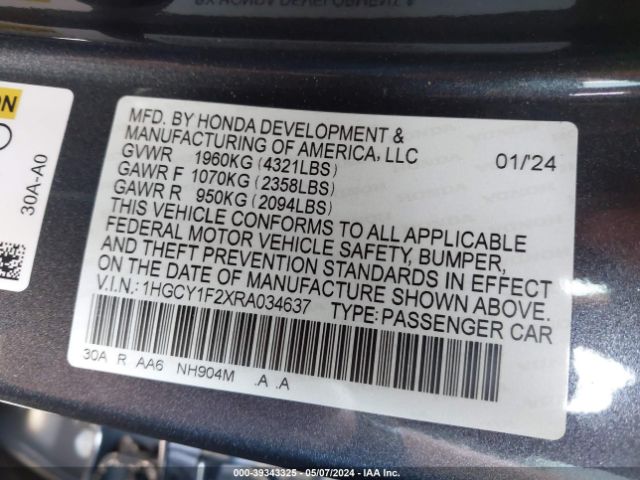 ON
30A-A0
MFD. BY HONDA DEVELOPMENT &
MANUFACTURING OF AMERICA, LLC
01/'24
GVWR 1960KG (4321LBS)
GAWR F 1070KG (2358LBS)
GAWR R 950KG (2094LBS)
THIS VEHICLE CONFORMS TO ALL APPLICABLE
FEDERAL MOTOR VEHICLE SAFETY, BUMPER,
AND THEFT PREVENTION STANDARDS IN EFFECT
ON THE DATE OF MANUFACTURE SHOWN ABOVE.
V.I.N.: 1HGCY1F2XRA034637 TYPE: PASSENGER CAR
30A R AA6 NH904M .A .A
000-39343325 - 05/07/2024 - IAA Inc.